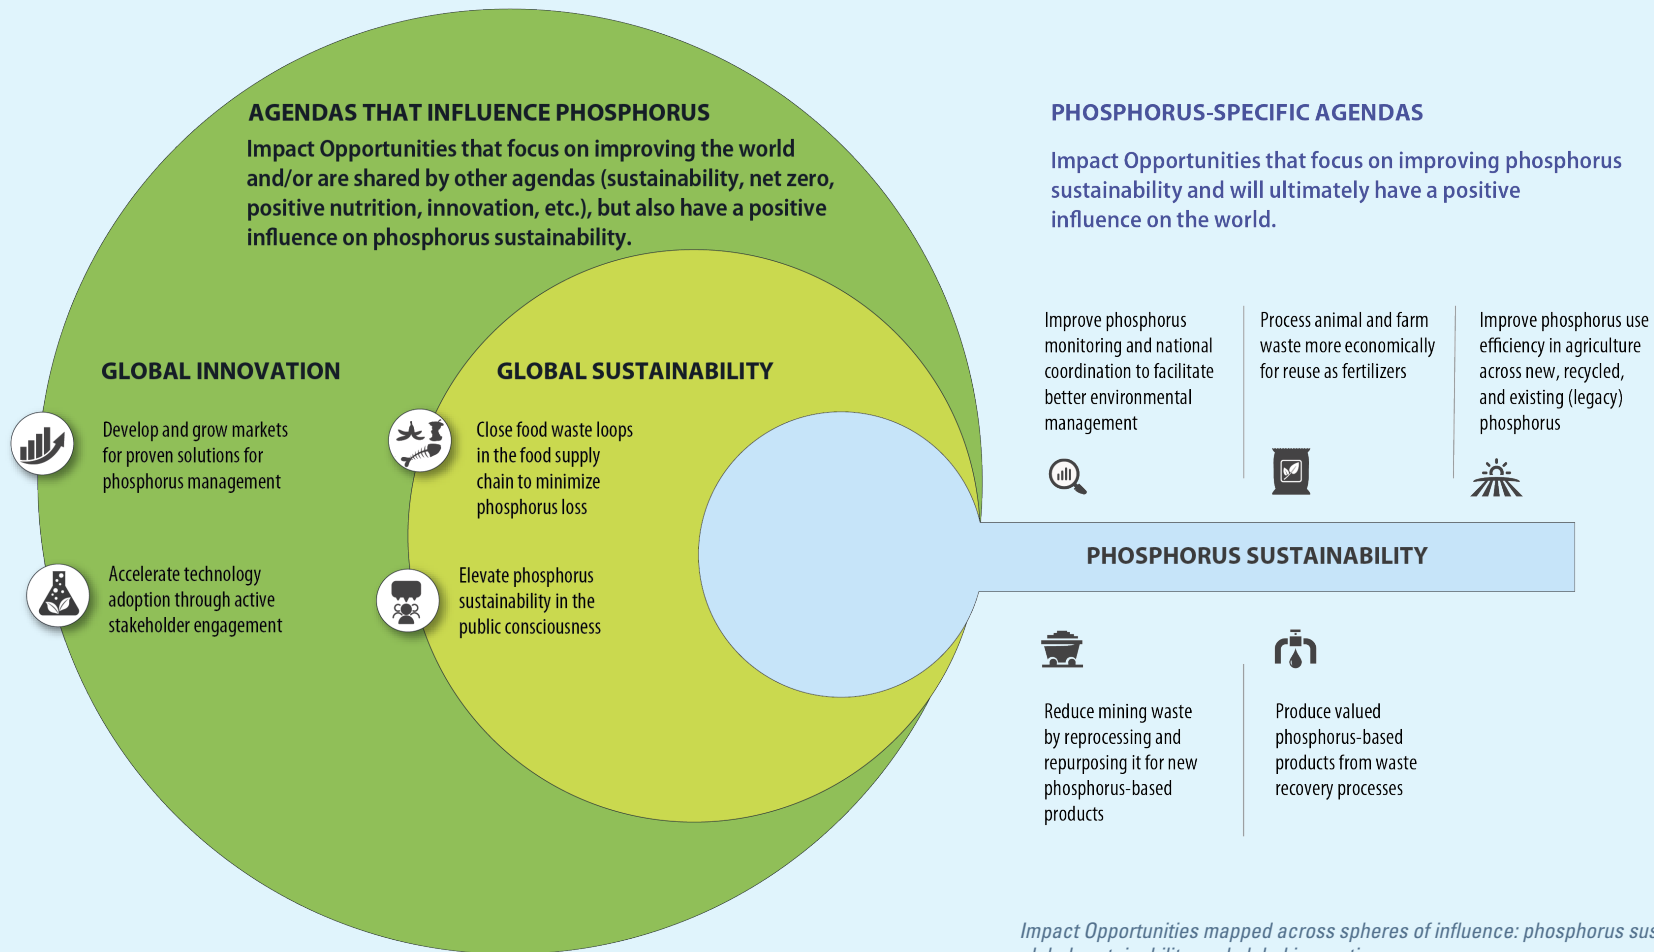 AGENDAS THAT INFLUENCE PHOSPHORUS
Impact Opportunities that focus on improving the world
and/or are shared by other agendas (sustainability, net zero,
positive nutrition, innovation, etc.), but also have a positive
influence on phosphorus sustainability.
PHOSPHORUS-SPECIFIC AGENDAS
Impact Opportunities that focus on improving phosphorus
sustainability and will ultimately have a positive
influence on the world.
GLOBAL INNOVATION
Develop and grow markets
for proven solutions for
phosphorus management
Accelerate technology
adoption through active
stakeholder engagement
GLOBAL SUSTAINABILITY
Close food waste loops
in the food supply
chain to minimize
phosphorus loss
Elevate phosphorus
sustainability in the
public consciousness
Improve phosphorus
monitoring and national
coordination to facilitate
better environmental
management
Process animal and farm
waste more economically
for reuse as fertilizers
Improve phosphorus use
efficiency in agriculture
across new, recycled,
and existing (legacy)
phosphorus
PHOSPHORUS SUSTAINABILITY
Reduce mining waste
by reprocessing and
repurposing it for new
phosphorus-based
products
Produce valued
phosphorus-based
products from waste
recovery processes
Impact Opportunities mapped across spheres of influence: phosphorus sus